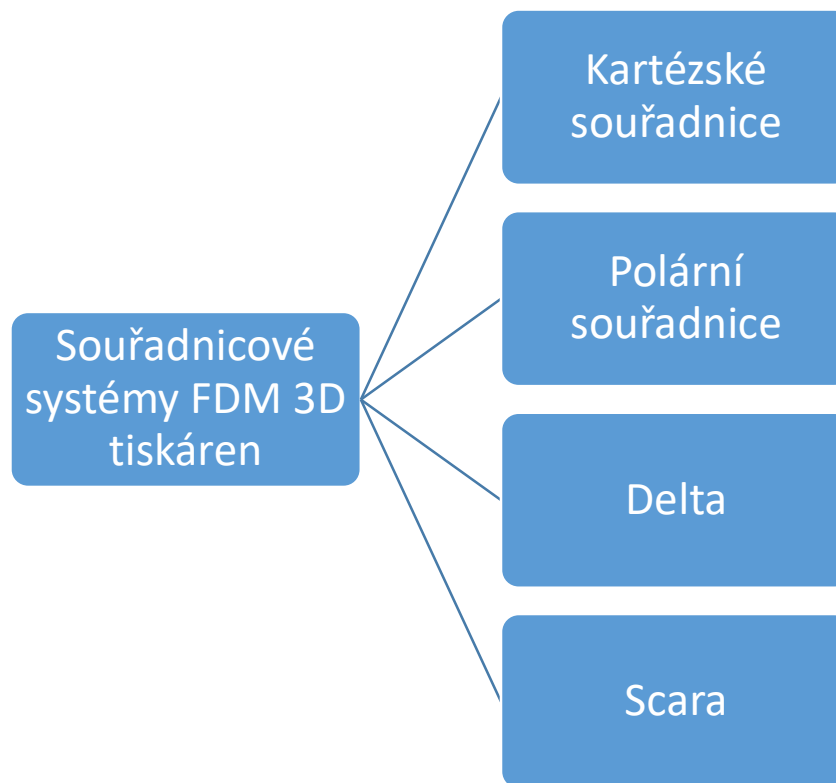 Kartézské
souřadnice
Polární
souřadnice
Souřadnicové
systémy FDM 3D
tiskáren
Delta
Scara